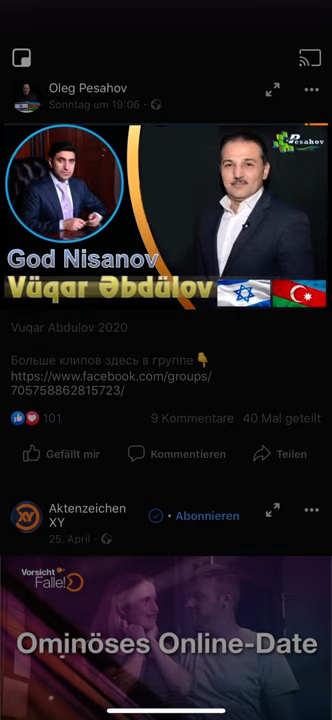 Oleg Pesahov
Sonntag um 19:06 ·
Pesahov
God Nisanov
Vüqar Əbdülov
Vuqar Abdulov 2020
Больше клипов здесь в группе 👇
https://www.facebook.com/groups/
705758862815723/
101
9 Kommentare 40 Mal geteilt
Gefällt mir
Kommentieren
Teilen
Aktenzeichen
XY
· Abonnieren
25. April ·
XY
Vorsicht
Falle!
Ominöses Online-Date